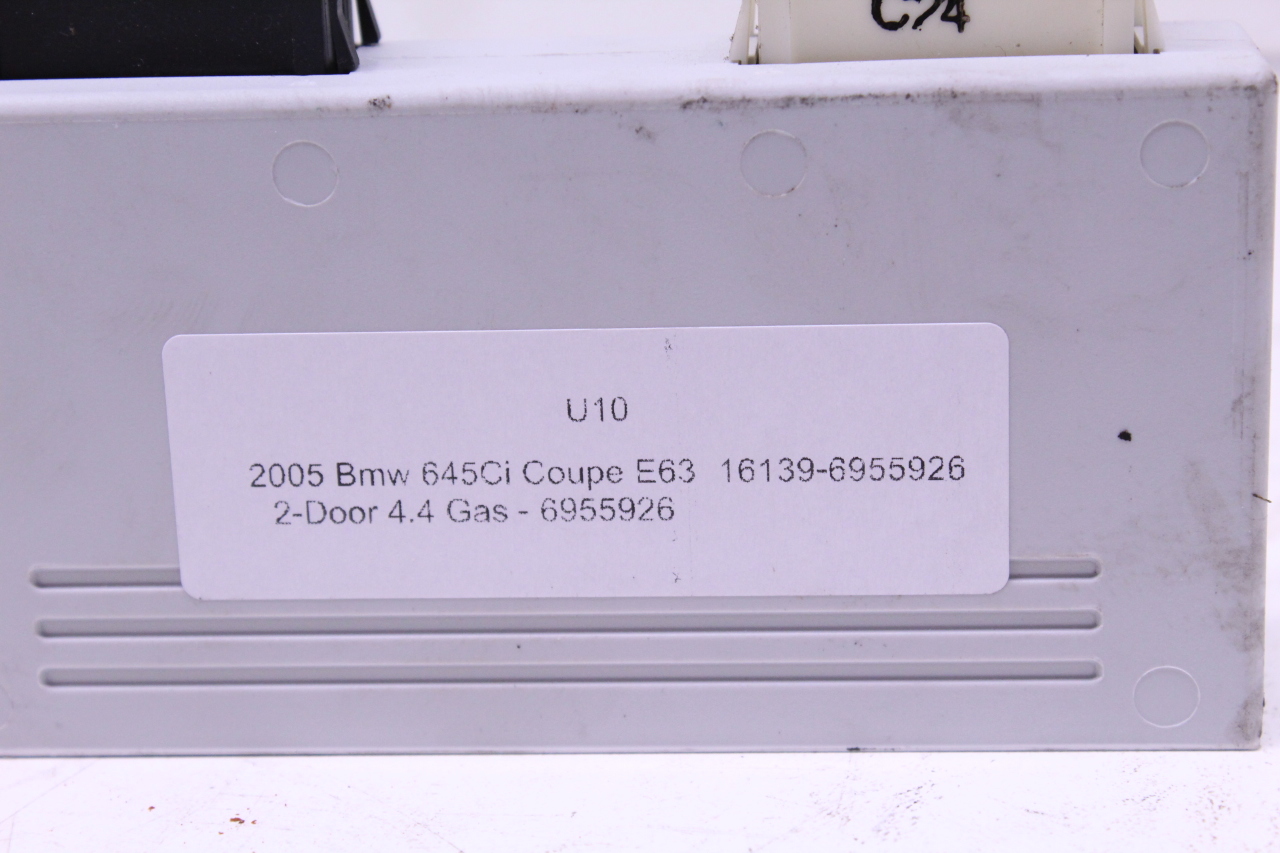 C74
U10
2005 Bmw 645Ci Coupe E63 16139-6955926
2-Door 4.4 Gas - 6955926